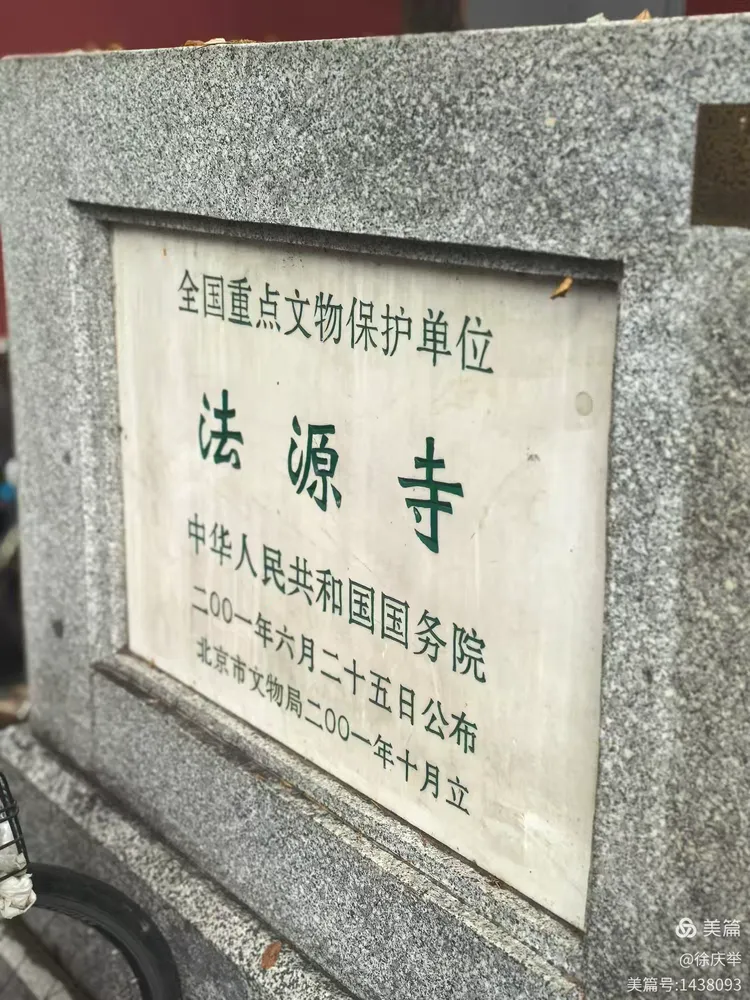 全国重点文物保护单位
法源寺
中华人民共和国国务院
二〇〇一年六月二十五日公布
北京市文物局二〇〇一年十月立
美篇
@徐庆举
美篇号:1438093